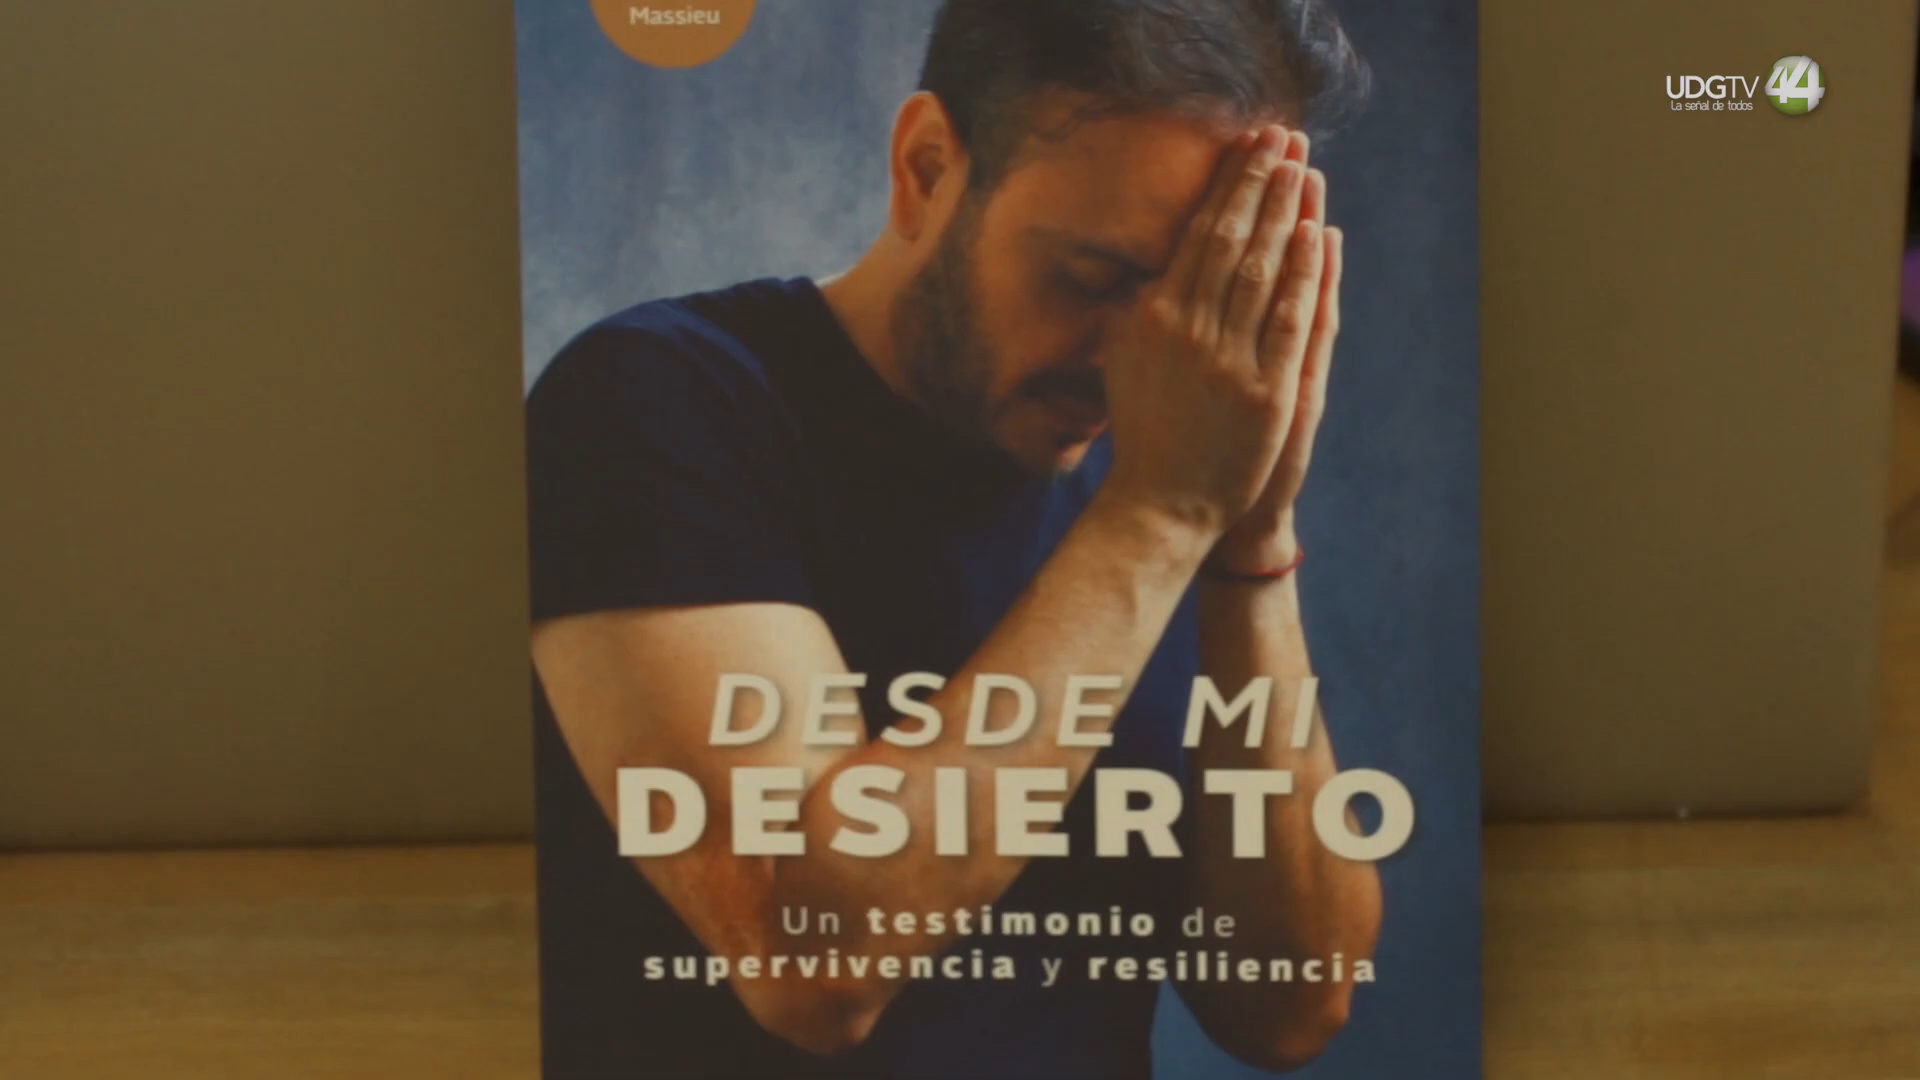 Massieu
UDGTV 44
La señal de todos
DESDE MI
DESIERTO
Un testimonio de
supervivencia y resiliencia